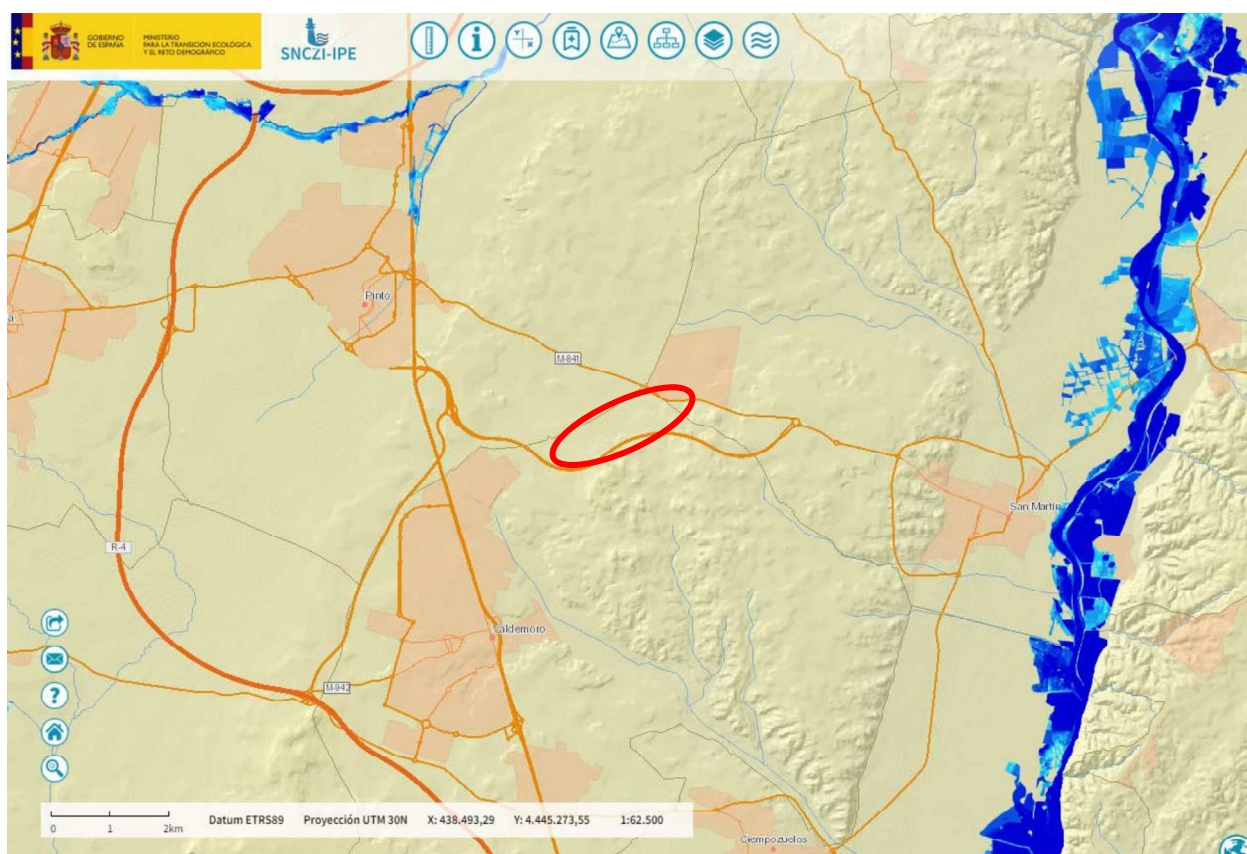 GOBIERNO
DE ESPAÑA
MINISTERIO
PARA LA TRANSICIÓN ECOLÓGICA
Y EL RETO DEMOGRÁFICO
SNCZI-IPE
Pinto
a
M-841
San Martín
R-4
Valdemoro
M-942
0 1 2km
Datum ETRS89 Proyección UTM 30N X: 438.493,29 Y: 4.445.273,55 1:62.500
Ciempozuelos